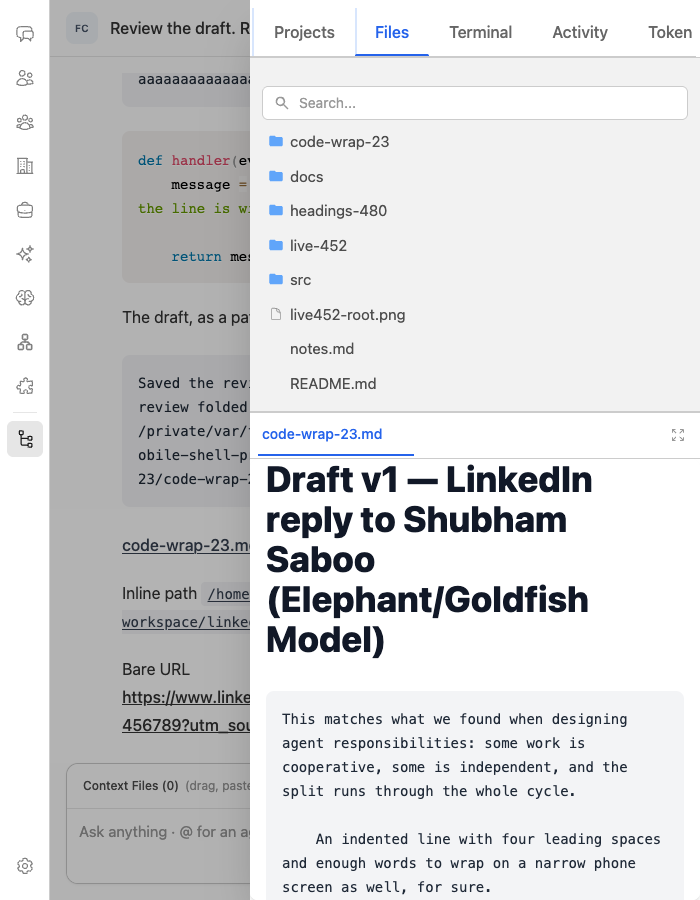 FC
Review the draft. R
aaaaaaaaaaaaa
def handler(ev
message =
the line is wi
return mes
The draft, as a pa
Saved the revi
review folded
/private/var/
obile-shell-p
23/code-wrap-2
code-wrap-23.md
Inline path /home
workspace/linke
Bare URL
https://www.linke
456789?utm_sou
Context Files (0) (drag, paste
Ask anything · @ for an ag
Projects
Files
Terminal
Activity
Token
Search...
code-wrap-23
docs
headings-480
live-452
src
live452-root.png
notes.md
README.md
code-wrap-23.md
Draft v1 — LinkedIn
reply to Shubham
Saboo
(Elephant/Goldfish
Model)
This matches what we found when designing
agent responsibilities: some work is
cooperative, some is independent, and the
split runs through the whole cycle.
An indented line with four leading spaces
and enough words to wrap on a narrow phone
screen as well, for sure.